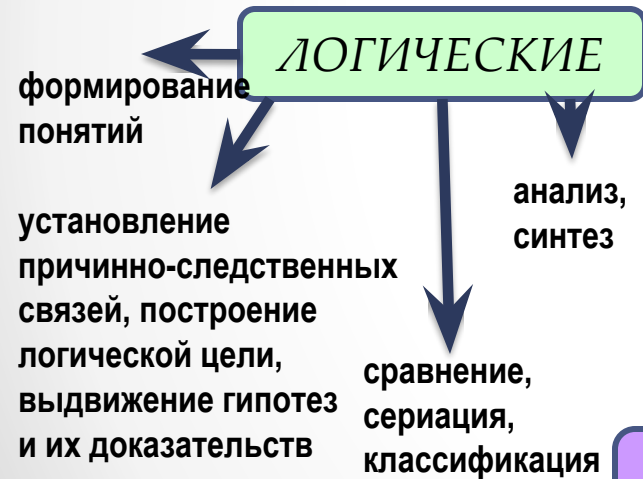 ЛОГИЧЕСКИЕ
формирование
понятий
установление
причинно-следственных
связей, построение
логической цели,
выдвижение гипотез
и их доказательств
сравнение,
сериация,
классификация
анализ,
синтез